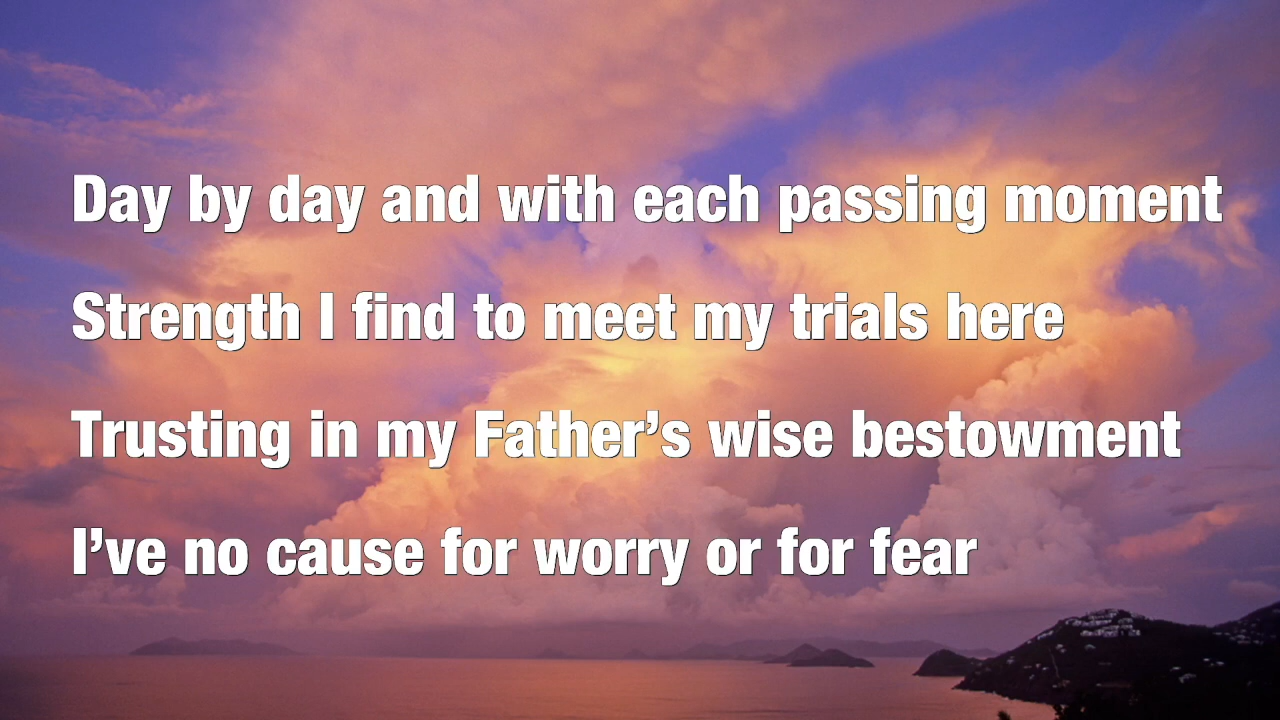 Day by day and with each passing moment
Strength I find to meet my trials here
Trusting in my Father’s wise bestowment
I’ve no cause for worry or for fear